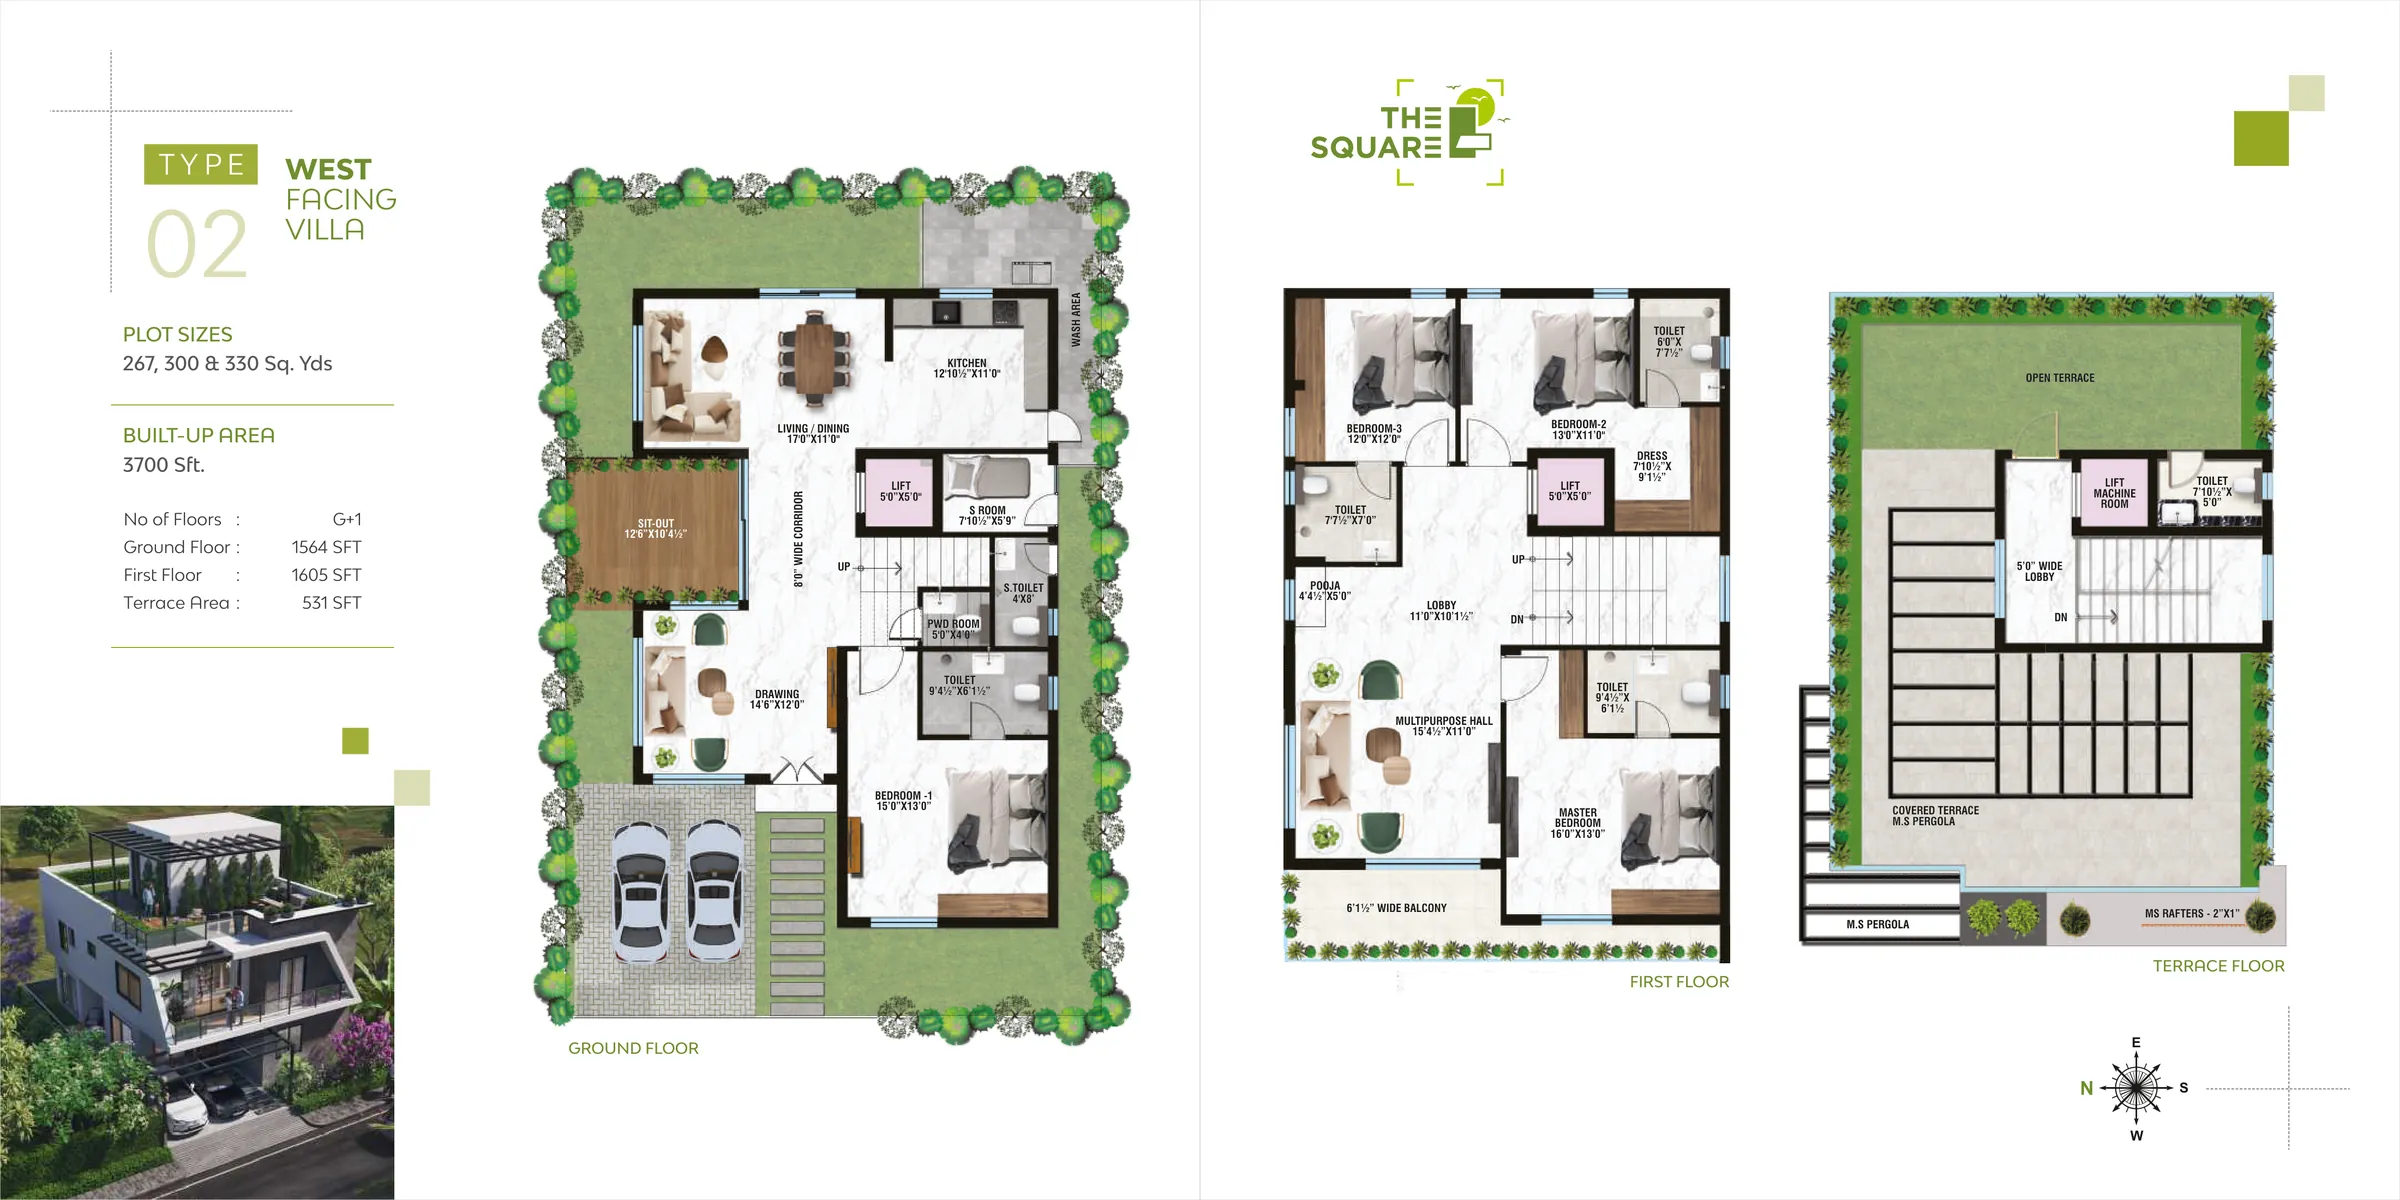 TYPE
02
WEST
FACING
VILLA
PLOT SIZES
267, 300 & 330 Sq. Yds
BUILT-UP AREA
3700 Sft.
No of Floors : G+1
Ground Floor : 1564 SFT
First Floor : 1605 SFT
Terrace Area : 531 SFT
WASH AREA
KITCHEN
12'10½"X11'0"
LIVING / DINING
17'0"X11'0"
LIFT
5'0"X5'0"
S ROOM
7'10½"X5'9"
SIT-OUT
12'6"X10'4½"
8'0" WIDE CORRIDOR
UP
S.TOILET
4'X8'
PWD ROOM
5'0"X4'0"
TOILET
9'4½"X6'1½"
DRAWING
14'6"X12'0"
BEDROOM -1
15'0"X13'0"
GROUND FLOOR
THE
SQUARE
TOILET
6'0"X
7'7½"
BEDROOM-3
12'0"X12'0"
BEDROOM-2
13'0"X11'0"
DRESS
7'10½"X
9'1½"
LIFT
5'0"X5'0"
TOILET
7'7½"X7'0"
UP
POOJA
4'4½"X5'0"
LOBBY
11'0"X10'1½"
DN
TOILET
9'4½"X
6'1½
MULTIPURPOSE HALL
15'4½"X11'0"
MASTER
BEDROOM
16'0"X13'0"
6'1½" WIDE BALCONY
FIRST FLOOR
OPEN TERRACE
LIFT
MACHINE
ROOM
TOILET
7'10½"X
5'0"
5'0" WIDE
LOBBY
DN
COVERED TERRACE
M.S PERGOLA
M.S PERGOLA
MS RAFTERS - 2"X1"
TERRACE FLOOR
E
N
S
W